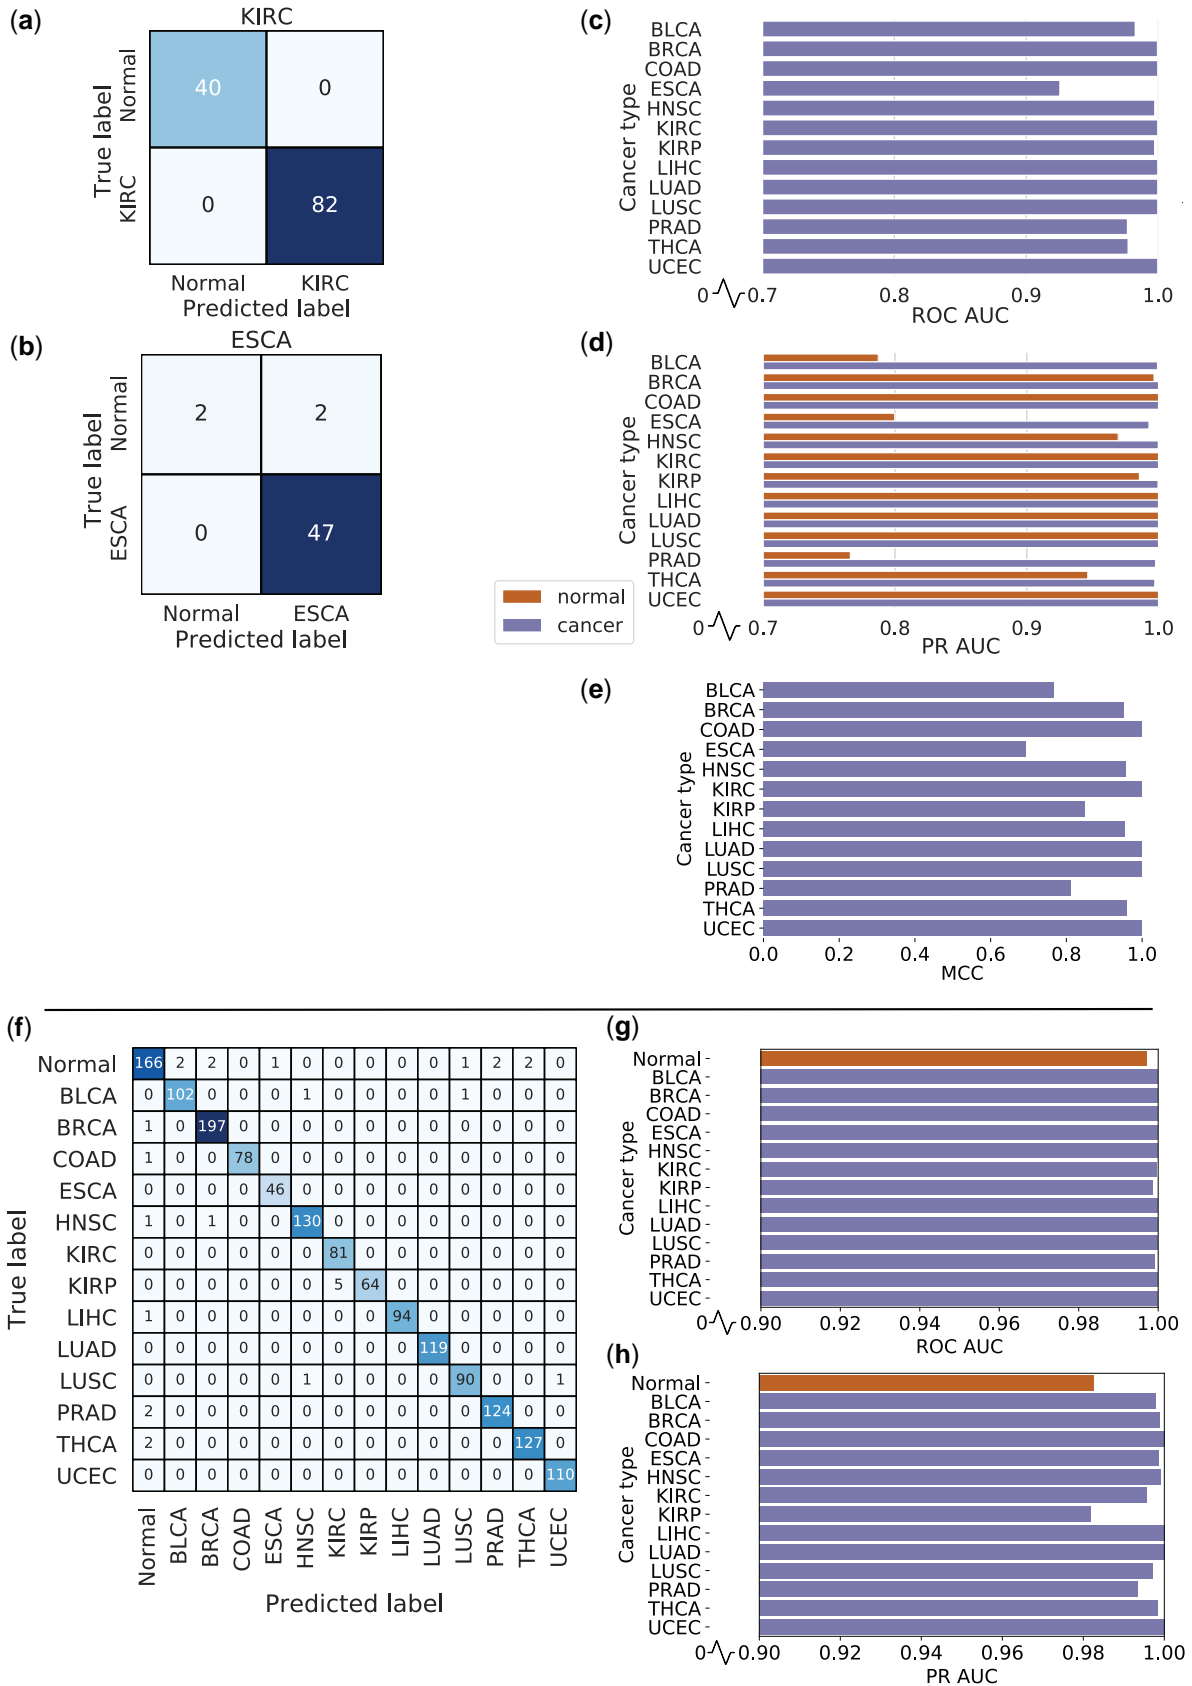 (a)
KIRC
True label
Normal
KIRC
40 0
0 82
Normal KIRC
Predicted label
(b)
ESCA
True label
Normal
ESCA
2 2
0 47
Normal ESCA
Predicted label
(c)
Cancer type
BLCA
BRCA
COAD
ESCA
HNSC
KIRC
KIRP
LIHC
LUAD
LUSC
PRAD
THCA
UCEC
0 0.7 0.8 0.9 1.0
ROC AUC
(d)
Cancer type
BLCA
BRCA
COAD
ESCA
HNSC
KIRC
KIRP
LIHC
LUAD
LUSC
PRAD
THCA
UCEC
0 0.7 0.8 0.9 1.0
PR AUC
normal
cancer
(e)
Cancer type
BLCA
BRCA
COAD
ESCA
HNSC
KIRC
KIRP
LIHC
LUAD
LUSC
PRAD
THCA
UCEC
0.0 0.2 0.4 0.6 0.8 1.0
MCC
(f)
True label
Normal 166 2 2 0 1 0 0 0 0 0 1 2 2 0
BLCA 0 102 0 0 0 1 0 0 0 0 1 0 0 0
BRCA 1 0 197 0 0 0 0 0 0 0 0 0 0 0
COAD 1 0 0 78 0 0 0 0 0 0 0 0 0 0
ESCA 0 0 0 0 46 0 0 0 0 0 0 0 0 0
HNSC 1 0 1 0 0 130 0 0 0 0 0 0 0 0
KIRC 0 0 0 0 0 0 81 0 0 0 0 0 0 0
KIRP 0 0 0 0 0 0 5 64 0 0 0 0 0 0
LIHC 1 0 0 0 0 0 0 0 94 0 0 0 0 0
LUAD 0 0 0 0 0 0 0 0 0 119 0 0 0 0
LUSC 0 0 0 0 0 1 0 0 0 0 90 0 0 1
PRAD 2 0 0 0 0 0 0 0 0 0 0 124 0 0
THCA 2 0 0 0 0 0 0 0 0 0 0 0 127 0
UCEC 0 0 0 0 0 0 0 0 0 0 0 0 0 110
Normal BLCA BRCA COAD ESCA HNSC KIRC KIRP LIHC LUAD LUSC PRAD THCA UCEC
Predicted label
(g)
Cancer type
Normal
BLCA
BRCA
COAD
ESCA
HNSC
KIRC
KIRP
LIHC
LUAD
LUSC
PRAD
THCA
UCEC
0 0.90 0.92 0.94 0.96 0.98 1.00
ROC AUC
(h)
Cancer type
Normal
BLCA
BRCA
COAD
ESCA
HNSC
KIRC
KIRP
LIHC
LUAD
LUSC
PRAD
THCA
UCEC
0 0.90 0.92 0.94 0.96 0.98 1.00
PR AUC